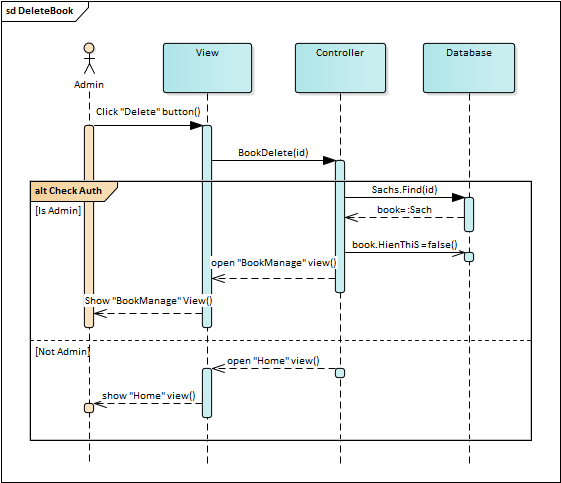 sd DeleteBook
View
Controller
Database
Admin
Click "Delete" button()
BookDelete(id)
alt Check Auth
Sachs.Find(id)
[Is Admin]
book= :Sach
book.HienThiS =false()
open "BookManage" view()
Show "BookManage" View()
[Not Admin]
open "Home" view()
show "Home" view()